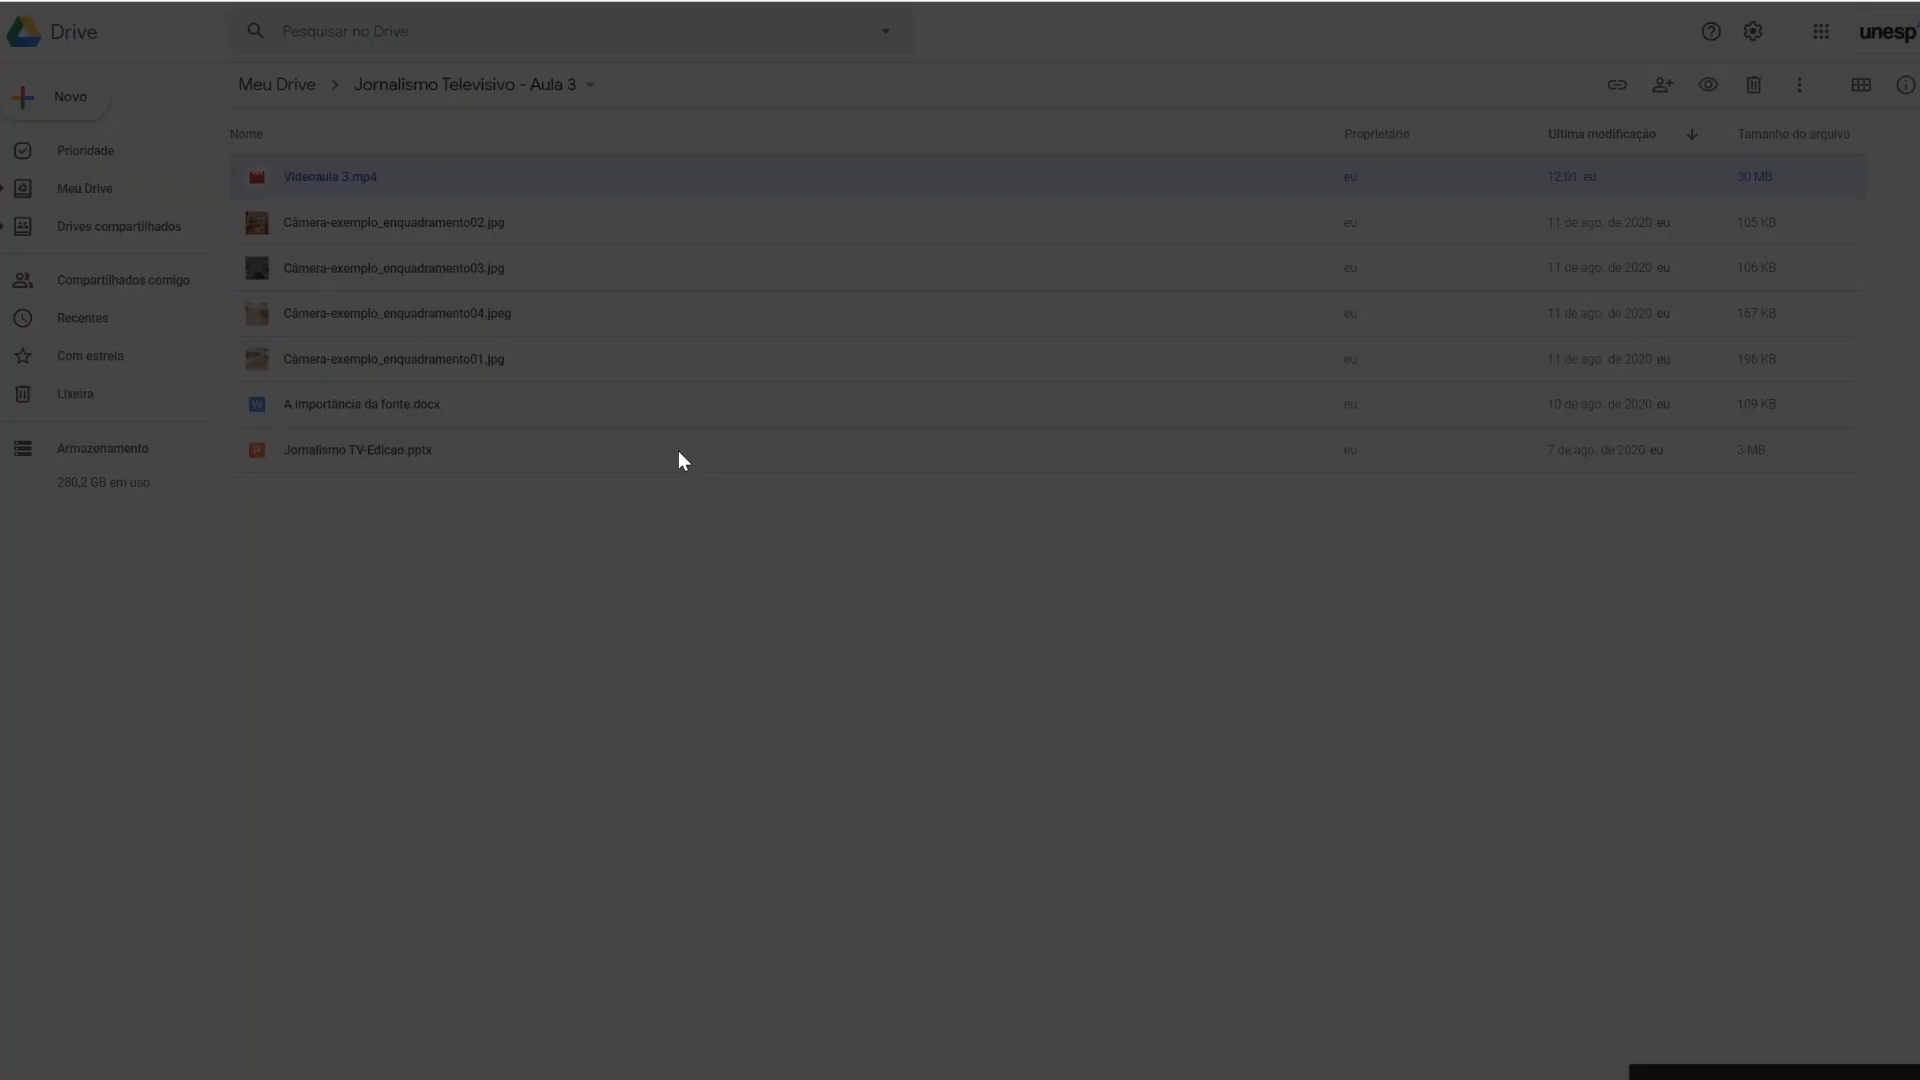 Drive
Pesquisar no Drive
unesp
Meu Drive > Jornalismo Televisivo - Aula 3
Novo
Nome Proprietário Última modificação Tamanho do arquivo
Prioridade
Meu Drive
Drives compartilhados
Compartilhados comigo
Recentes
Com estrela
Lixeira
Armazenamento
280,2 GB em uso
Videoaula 3.mp4 eu 12:01 eu 30 MB
Câmera-exemplo_enquadramento02.jpg eu 11 de ago. de 2020 eu 105 KB
Câmera-exemplo_enquadramento03.jpg eu 11 de ago. de 2020 eu 106 KB
Câmera-exemplo_enquadramento04.jpeg eu 11 de ago. de 2020 eu 167 KB
Câmera-exemplo_enquadramento01.jpg eu 11 de ago. de 2020 eu 196 KB
W A importância da fonte.docx eu 10 de ago. de 2020 eu 109 KB
P Jornalismo TV-Edicao.pptx eu 7 de ago. de 2020 eu 3 MB